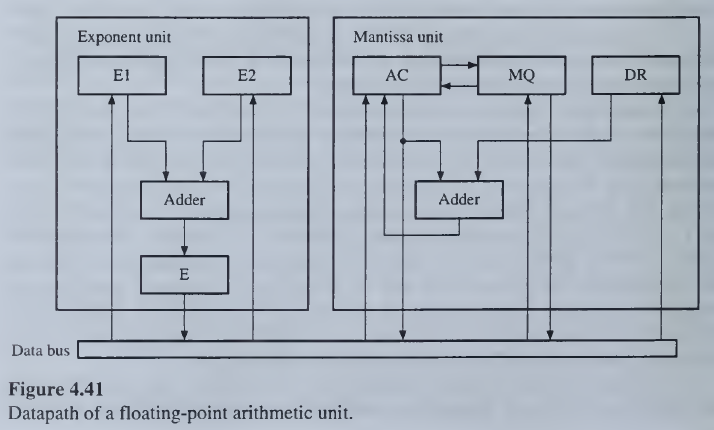 Exponent unit
Mantissa unit
E1
E2
AC
MQ
DR
Adder
Adder
E
Data bus
Figure 4.41
Datapath of a floating-point arithmetic unit.